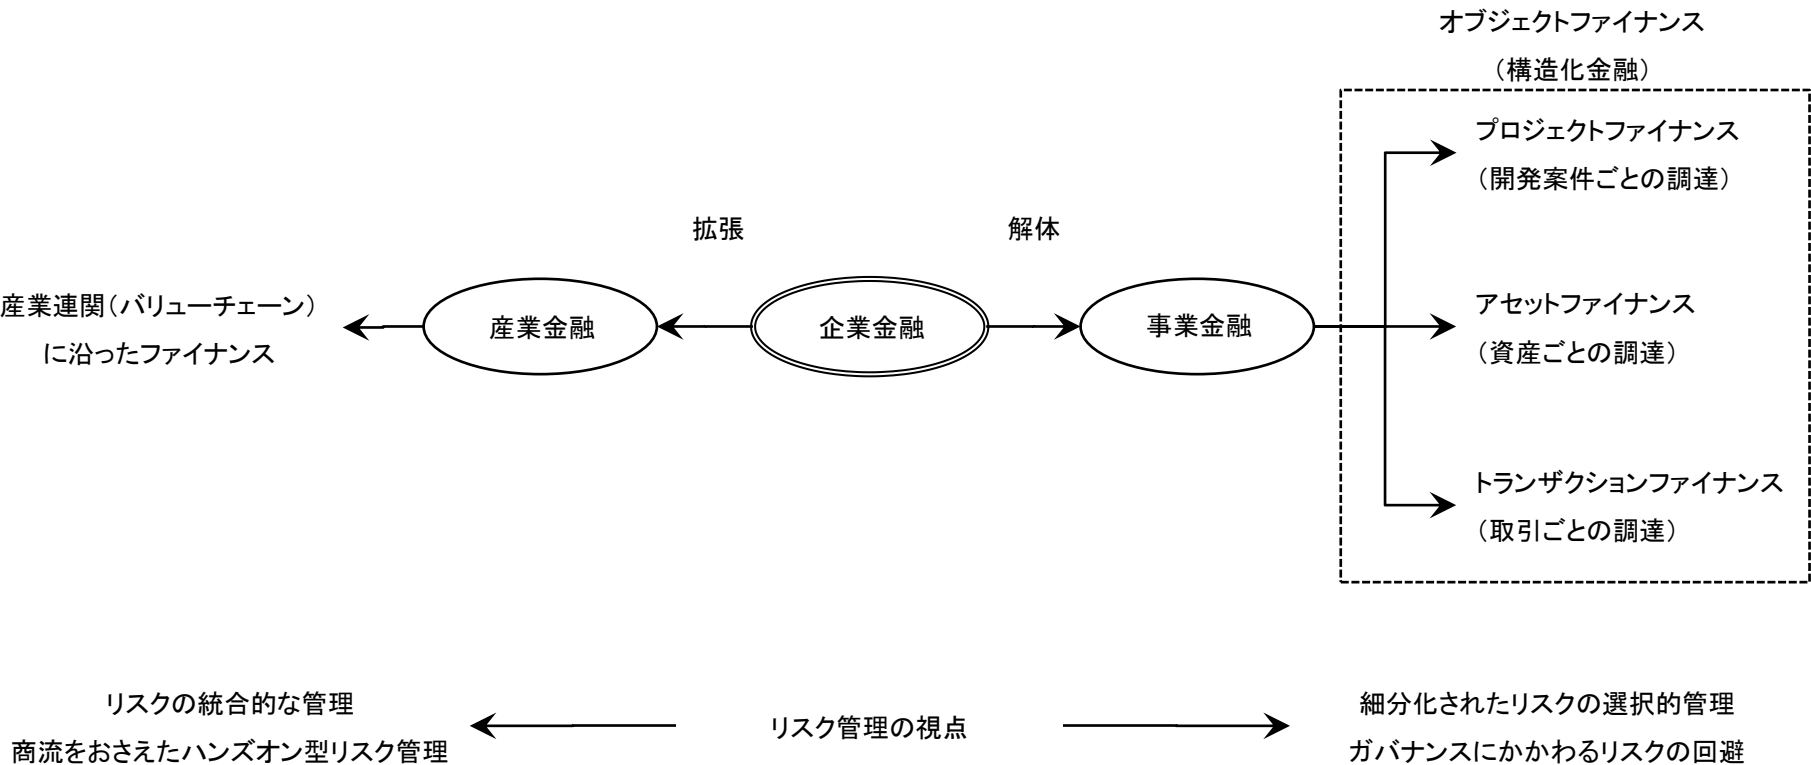 オブジェクトファイナンス
（構造化金融）
プロジェクトファイナンス
（開発案件ごとの調達）
拡張
解体
産業連関（バリューチェーン）
に沿ったファイナンス
産業金融
企業金融
事業金融
アセットファイナンス
（資産ごとの調達）
トランザクションファイナンス
（取引ごとの調達）
リスクの統合的な管理
商流をおさえたハンズオン型リスク管理
リスク管理の視点
細分化されたリスクの選択的管理
ガバナンスにかかわるリスクの回避